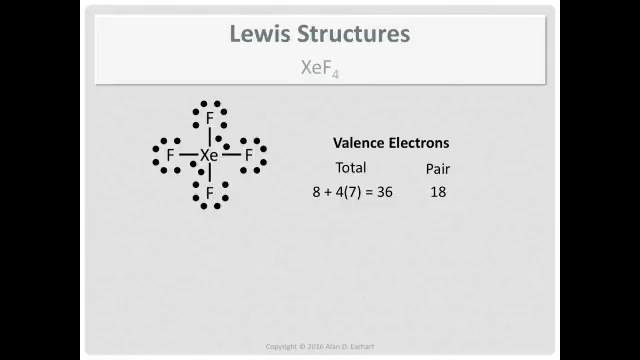 Lewis Structures
XeF₄
F
F Xe F
F
Valence Electrons
Total Pair
8 + 4(7) = 36 18
Copyright © 2016 Alan D. Earhart